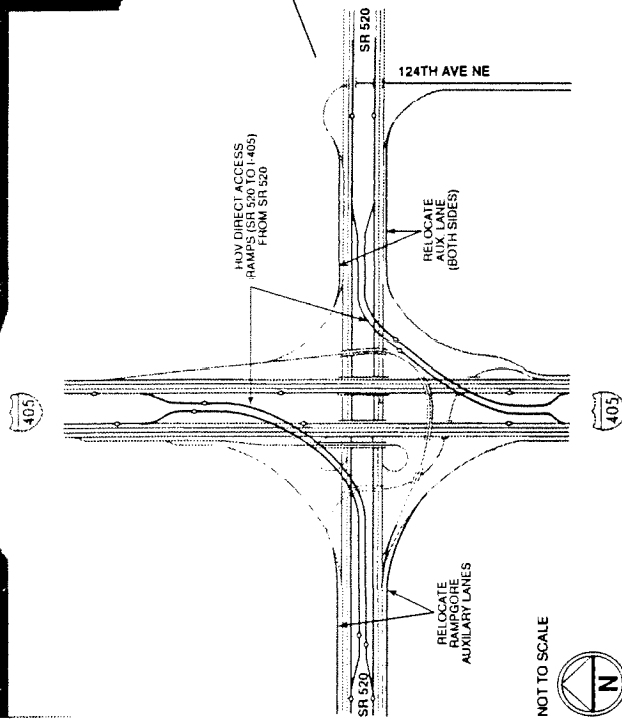 SR 520
124TH AVE NE
HOV DIRECT ACCESS
RAMPS (SR 520 TO I-405)
FROM SR 520
RELOCATE
AUX. LANE
(BOTH SIDES)
405
405
RELOCATE
RAMPGORE
AUXILARY LANES
SR 520
NOT TO SCALE
N